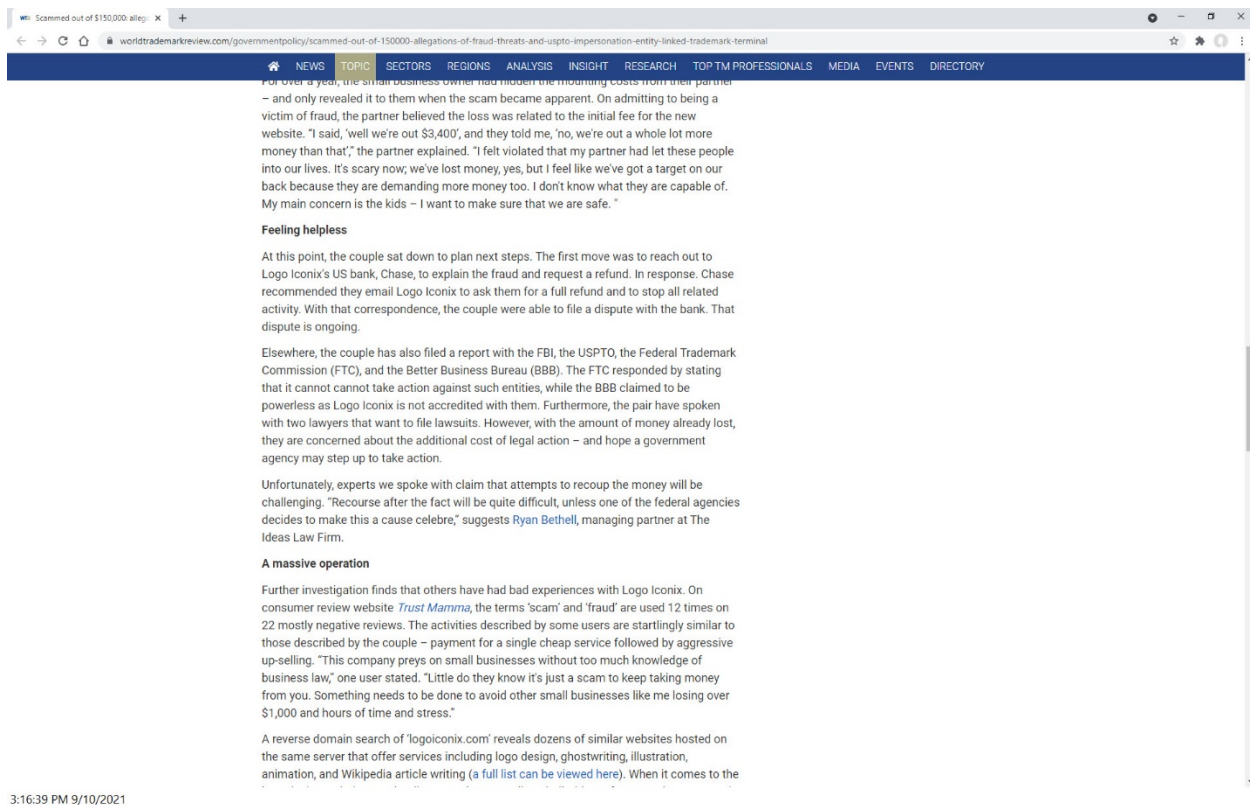 Scammed out of $150,000: alleg
worldtrademarkreview.com/governmentpolicy/scammed-out-of-150000-allegations-of-fraud-threats-and-uspto-impersonation-entity-linked-trademark-terminal
NEWS TOPIC SECTORS REGIONS ANALYSIS INSIGHT RESEARCH TOP TM PROFESSIONALS MEDIA EVENTS DIRECTORY
For over a year, the small business owner had hidden the mounting costs from their partner
– and only revealed it to them when the scam became apparent. On admitting to being a
victim of fraud, the partner believed the loss was related to the initial fee for the new
website. “I said, ‘well we're out $3,400’, and they told me, ‘no, we're out a whole lot more
money than that’,” the partner explained. “I felt violated that my partner had let these people
into our lives. It's scary now; we've lost money, yes, but I feel like we've got a target on our
back because they are demanding more money too. I don't know what they are capable of.
My main concern is the kids – I want to make sure that we are safe. “
Feeling helpless
At this point, the couple sat down to plan next steps. The first move was to reach out to
Logo Iconix's US bank, Chase, to explain the fraud and request a refund. In response. Chase
recommended they email Logo Iconix to ask them for a full refund and to stop all related
activity. With that correspondence, the couple were able to file a dispute with the bank. That
dispute is ongoing.
Elsewhere, the couple has also filed a report with the FBI, the USPTO, the Federal Trademark
Commission (FTC), and the Better Business Bureau (BBB). The FTC responded by stating
that it cannot cannot take action against such entities, while the BBB claimed to be
powerless as Logo Iconix is not accredited with them. Furthermore, the pair have spoken
with two lawyers that want to file lawsuits. However, with the amount of money already lost,
they are concerned about the additional cost of legal action – and hope a government
agency may step up to take action.
Unfortunately, experts we spoke with claim that attempts to recoup the money will be
challenging. “Recourse after the fact will be quite difficult, unless one of the federal agencies
decides to make this a cause celebre,” suggests Ryan Bethell, managing partner at The
Ideas Law Firm.
A massive operation
Further investigation finds that others have had bad experiences with Logo Iconix. On
consumer review website Trust Mamma, the terms ‘scam’ and ‘fraud’ are used 12 times on
22 mostly negative reviews. The activities described by some users are startlingly similar to
those described by the couple – payment for a single cheap service followed by aggressive
up-selling. “This company preys on small businesses without too much knowledge of
business law,” one user stated. “Little do they know it's just a scam to keep taking money
from you. Something needs to be done to avoid other small businesses like me losing over
$1,000 and hours of time and stress.”
A reverse domain search of ‘logoiconix.com’ reveals dozens of similar websites hosted on
the same server that offer services including logo design, ghostwriting, illustration,
animation, and Wikipedia article writing (a full list can be viewed here). When it comes to the
3:16:39 PM 9/10/2021